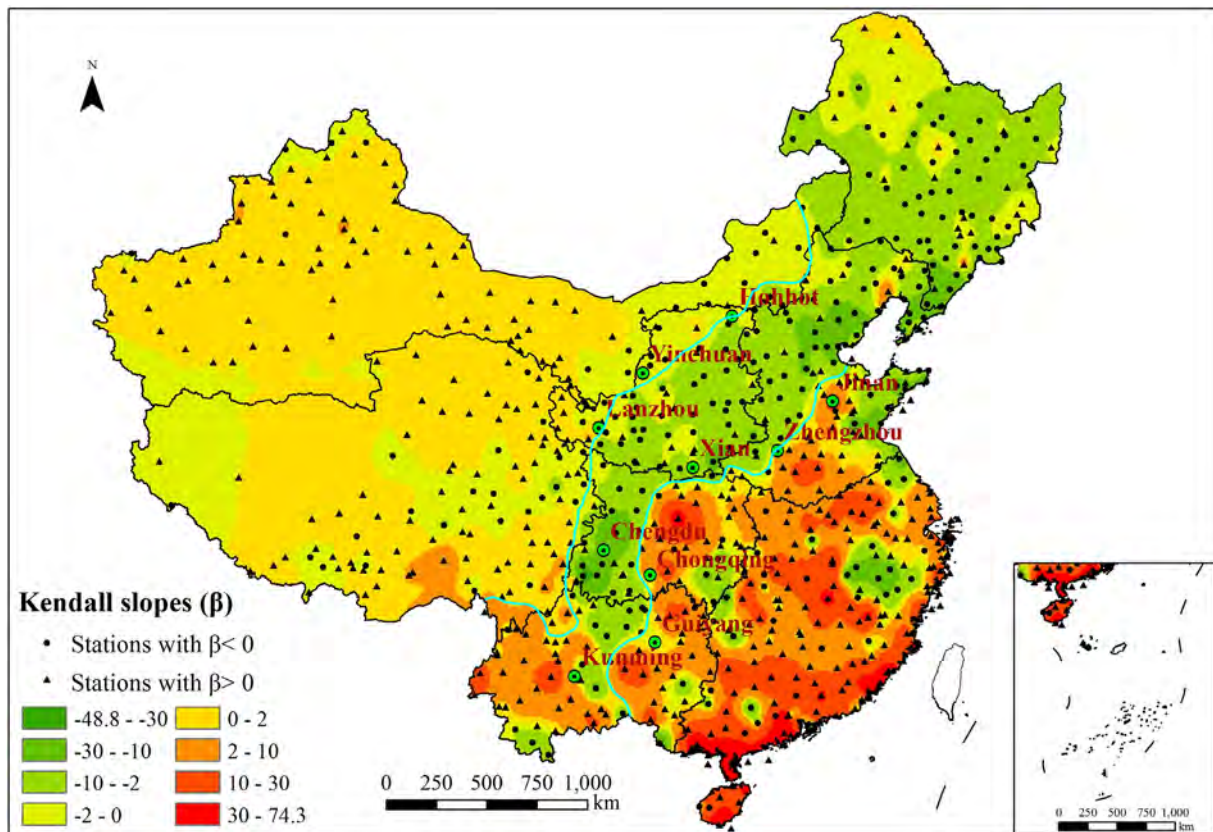 N
Hohhot
Yinchuan
Jinan
Lanzhou
Zhengzhou
Xian
Chengdu
Chongqing
Guiyang
Kunming
Kendall slopes (β)
Stations with β< 0
Stations with β> 0
-48.8 - -30
0 - 2
-30 - -10
2 - 10
-10 - -2
10 - 30
-2 - 0
30 - 74.3
0 250 500 750 1,000
km
0 250 500 750 1,000
km